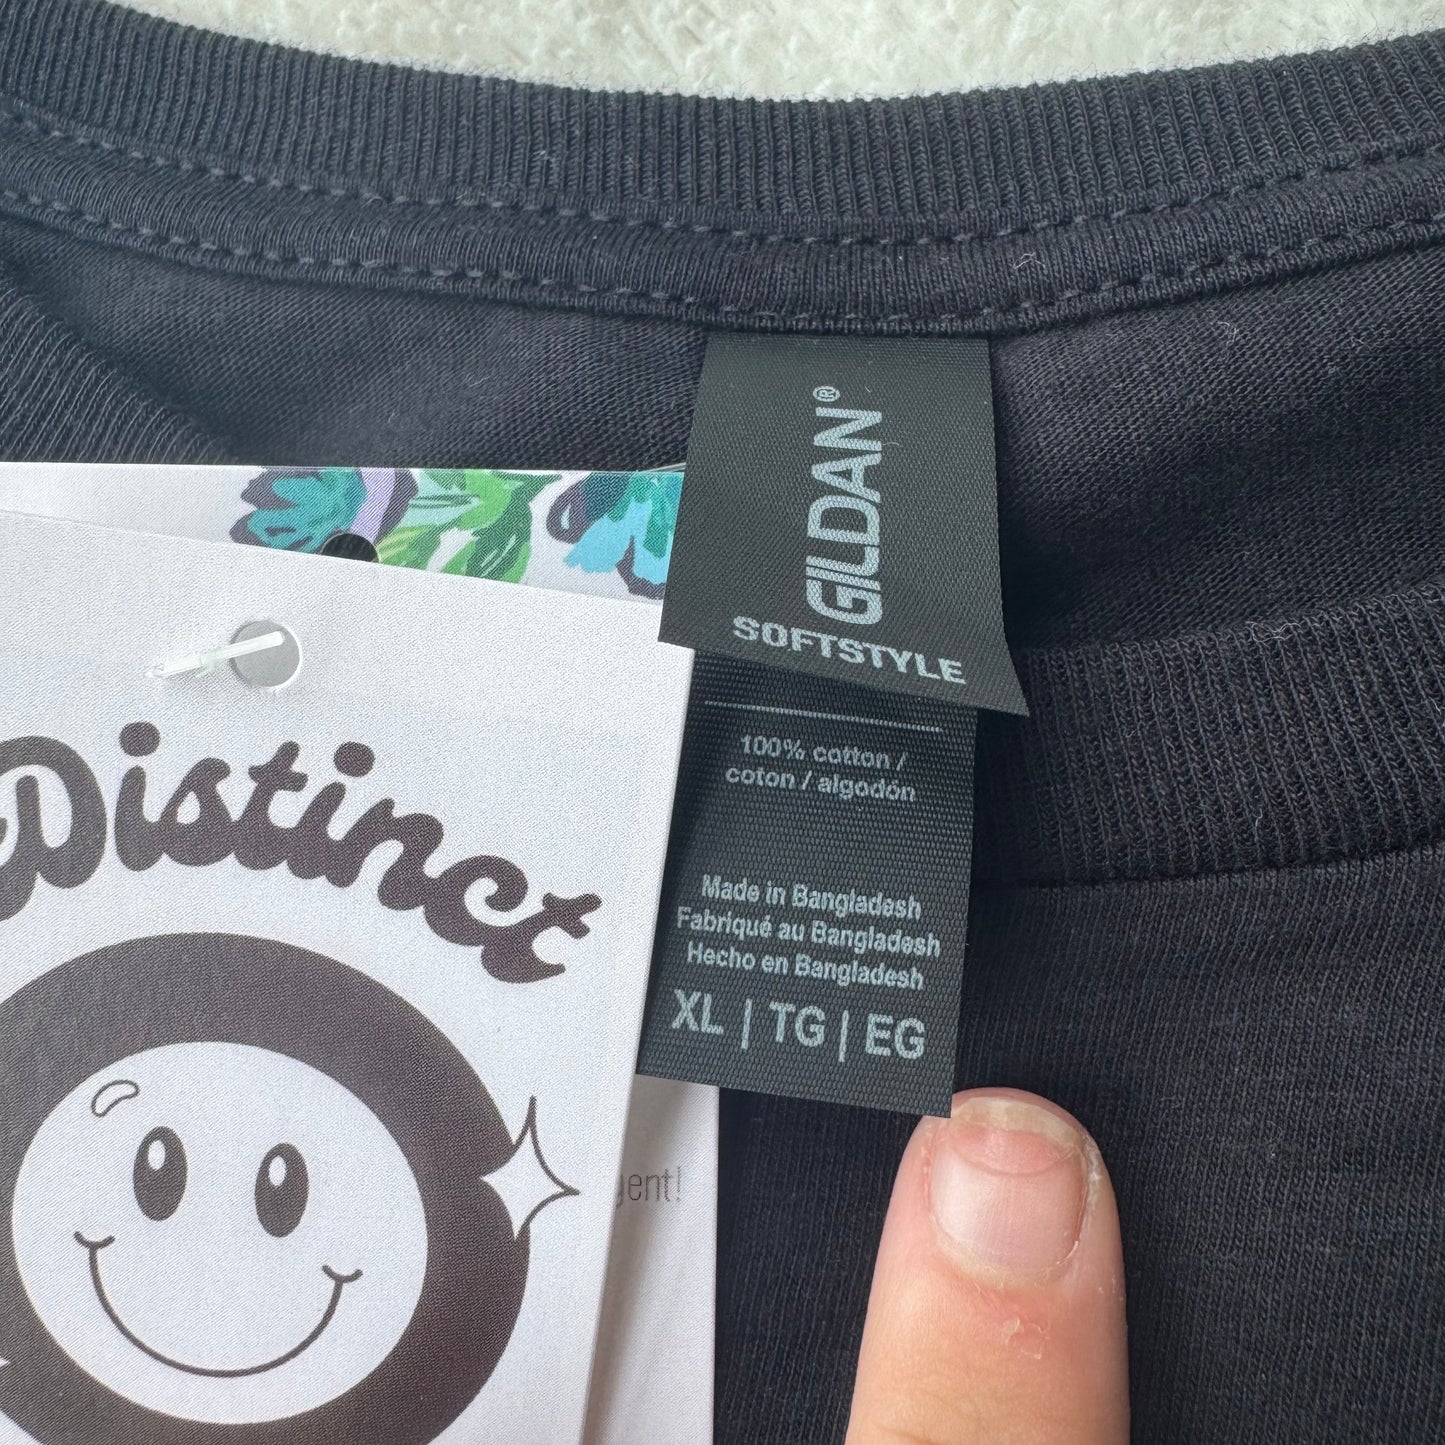 Distinct
gent!
GILDAN®
SOFTSTYLE
100% cotton /
coton / algodón
Made in Bangladesh
Fabriqué au Bangladesh
Hecho en Bangladesh
XL | TG | EG